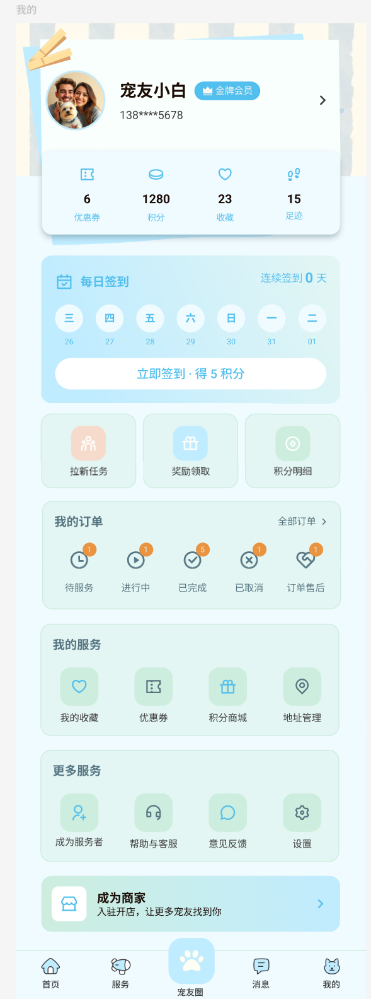 我的
宠友小白
金牌会员
138****5678
6
1280
23
15
优惠券
积分
收藏
足迹
每日签到
连续签到 0 天
三
四
五
六
日
一
二
26
27
28
29
30
31
01
立即签到 · 得 5 积分
拉新任务
奖励领取
积分明细
我的订单
全部订单
1
1
5
1
1
待服务
进行中
已完成
已取消
订单售后
我的服务
我的收藏
优惠券
积分商城
地址管理
更多服务
成为服务者
帮助与客服
意见反馈
设置
成为商家
入驻开店，让更多宠友找到你
首页
服务
宠友圈
消息
我的